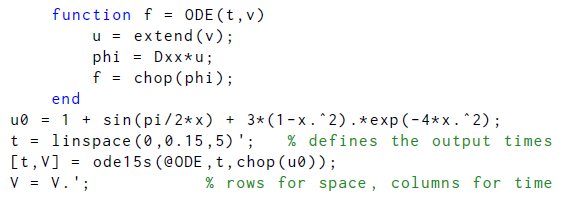 function f = ODE(t,v)
u = extend(v);
phi = Dxx*u;
f = chop(phi);
end
u0 = 1 + sin(pi/2*x) + 3*(1-x.^2).*exp(-4*x.^2);
t = linspace(0,0.15,5)'; % defines the output times
[t,V] = ode15s(@ODE,t,chop(u0));
V = V.'; % rows for space, columns for time